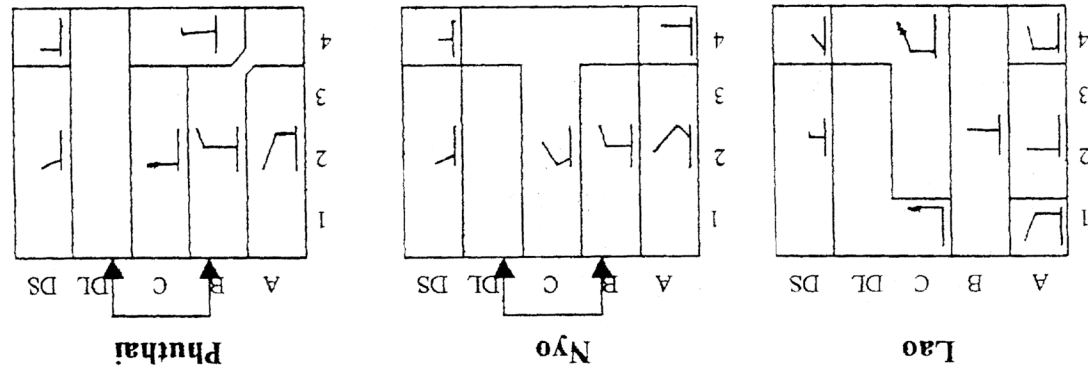 Lao Nyo Phuthai
A B C DL DS A B C DL DS A B C DL DS
1 1 1
2 2 2
3 3 3
4 4 4